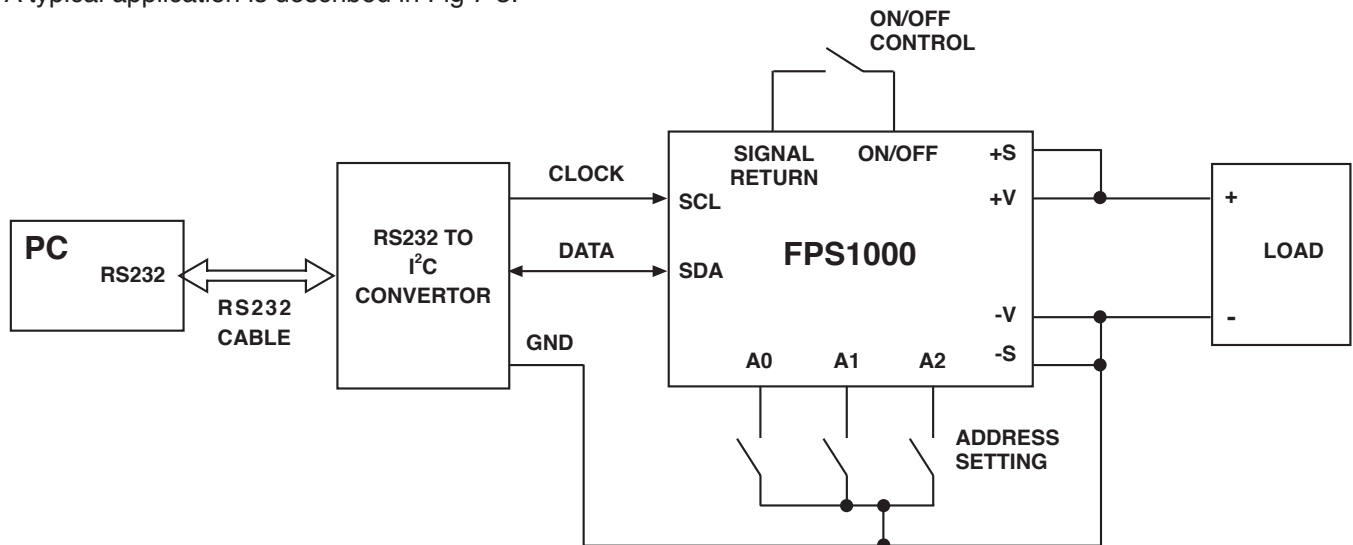 A typical application is described in Fig 7-3.
ON/OFF
CONTROL
SIGNAL
RETURN
ON/OFF
+S
+V
CLOCK
SCL
PC
RS232
RS232 TO
I²C
CONVERTOR
DATA
SDA
FPS1000
+
LOAD
-
RS232
CABLE
-V
-S
GND
A0
A1
A2
ADDRESS
SETTING